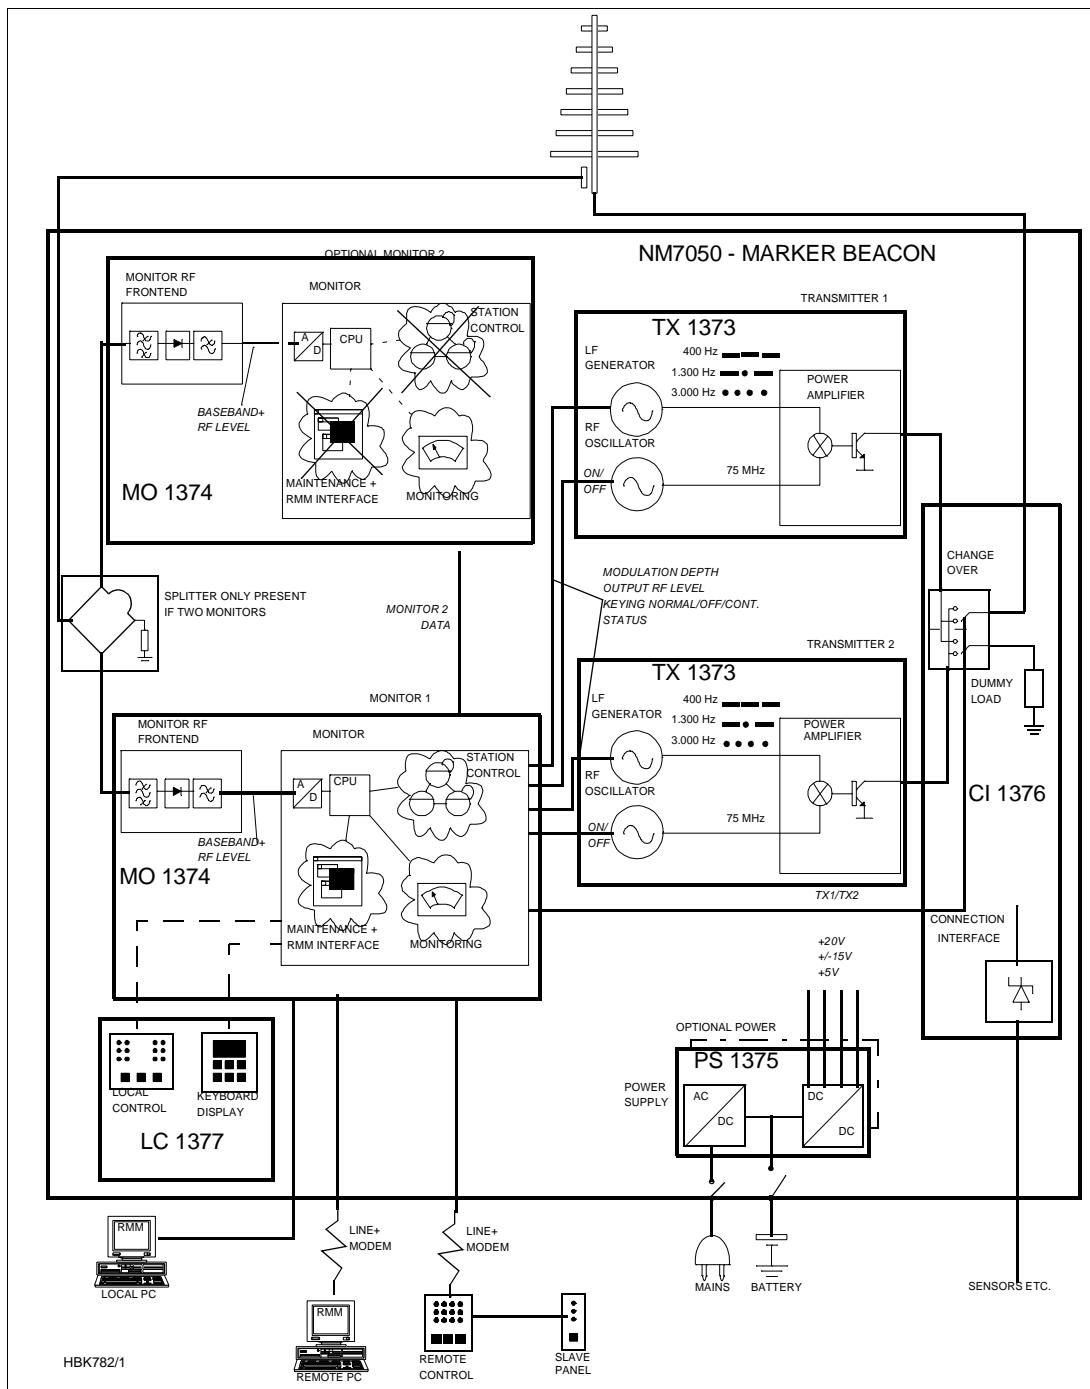 NM7050 - MARKER BEACON
OPTIONAL MONITOR 2
MONITOR RF
FRONTEND
MONITOR
STATION
CONTROL
A
D
CPU
BASEBAND+
RF LEVEL
MO 1374
MAINTENANCE +
RMM INTERFACE
MONITORING
TRANSMITTER 1
TX 1373
LF
GENERATOR
400 Hz
1.300 Hz
3.000 Hz
POWER
AMPLIFIER
RF
OSCILLATOR
ON/
OFF
75 MHz
SPLITTER ONLY PRESENT
IF TWO MONITORS
MONITOR 2
DATA
MODULATION DEPTH
OUTPUT RF LEVEL
KEYING NORMAL/OFF/CONT.
STATUS
CHANGE
OVER
DUMMY
LOAD
CI 1376
TRANSMITTER 2
TX 1373
LF
GENERATOR
400 Hz
1.300 Hz
3.000 Hz
POWER
AMPLIFIER
RF
OSCILLATOR
ON/
OFF
75 MHz
TX1/TX2
MONITOR 1
MONITOR RF
FRONTEND
MONITOR
STATION
CONTROL
A
D
CPU
BASEBAND+
RF LEVEL
MO 1374
MAINTENANCE +
RMM INTERFACE
MONITORING
CONNECTION
INTERFACE
+20V
+/-15V
+5V
OPTIONAL POWER
PS 1375
POWER
SUPPLY
AC
DC
DC
DC
LOCAL
CONTROL
KEYBOARD
DISPLAY
LC 1377
RMM
LOCAL PC
LINE+
MODEM
LINE+
MODEM
MAINS
BATTERY
SENSORS ETC.
RMM
REMOTE PC
REMOTE
CONTROL
SLAVE
PANEL
HBK782/1